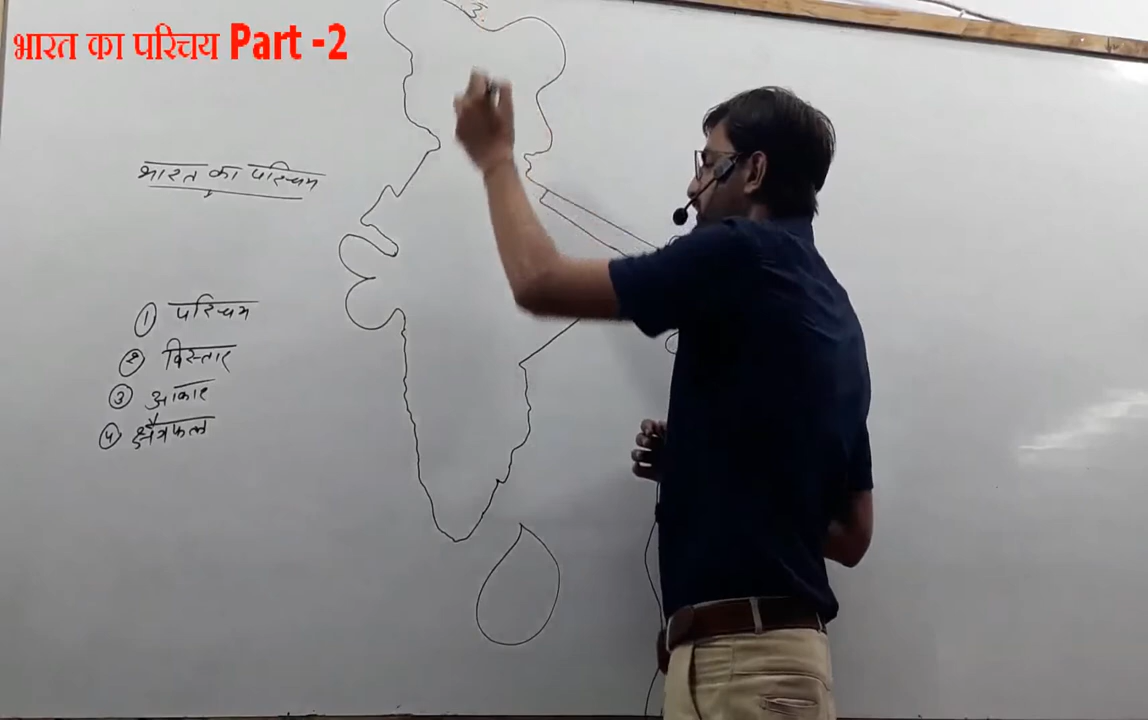 भारत का परिचय Part -2
भारत का परिचय
① परिचय
② विस्तार
③ आकार
④ क्षेत्रफल